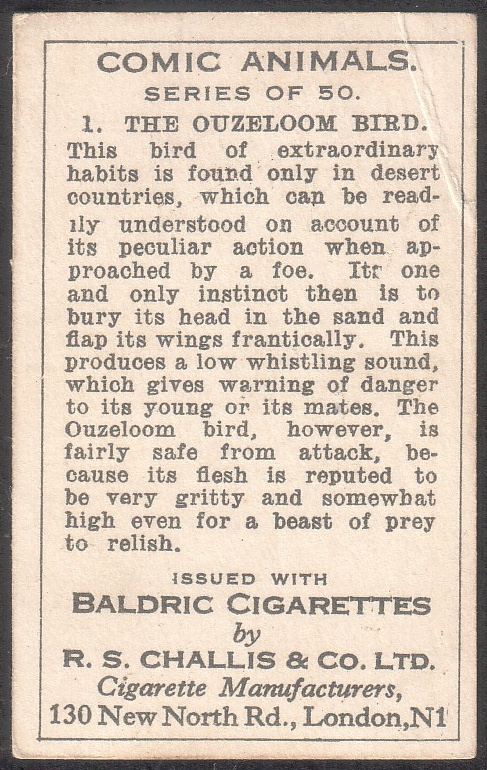 COMIC ANIMALS.
SERIES OF 50.
1. THE OUZELOOM BIRD.
This bird of extraordinary
habits is found only in desert
countries, which can be read-
ily understood on account of
its peculiar action when ap-
proached by a foe. Its one
and only instinct then is to
bury its head in the sand and
flap its wings frantically. This
produces a low whistling sound,
which gives warning of danger
to its young or its mates. The
Ouzeloom bird, however, is
fairly safe from attack, be-
cause its flesh is reputed to
be very gritty and somewhat
high even for a beast of prey
to relish.
ISSUED WITH
BALDRIC CIGARETTES
by
R. S. CHALLIS & CO. LTD.
Cigarette Manufacturers,
130 New North Rd., London, N1